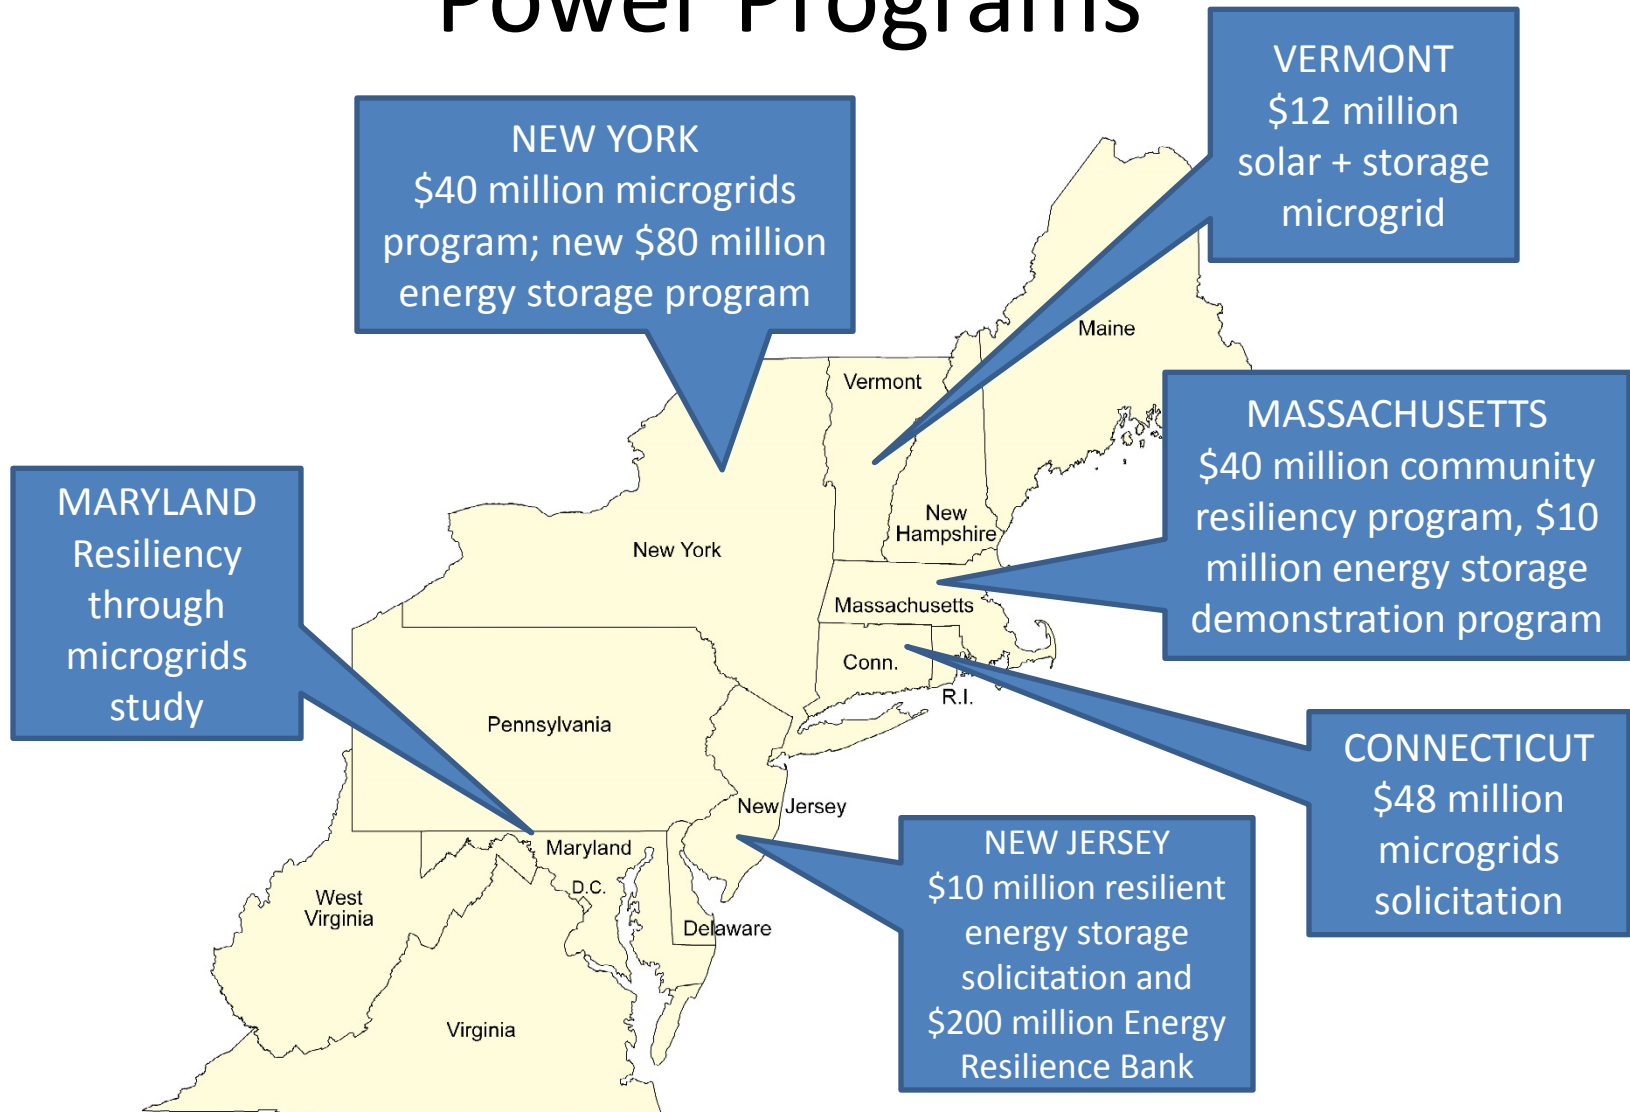 Power Programs
VERMONT
$12 million
solar + storage
microgrid
NEW YORK
$40 million microgrids
program; new $80 million
energy storage program
Maine
Vermont
MASSACHUSETTS
$40 million community
resiliency program, $10
million energy storage
demonstration program
MARYLAND
Resiliency
through
microgrids
study
New
Hampshire
New York
Massachusetts
Conn.
R.I.
Pennsylvania
CONNECTICUT
$48 million
microgrids
solicitation
New Jersey
NEW JERSEY
$10 million resilient
energy storage
solicitation and
$200 million Energy
Resilience Bank
Maryland
D.C.
West
Virginia
Delaware
Virginia